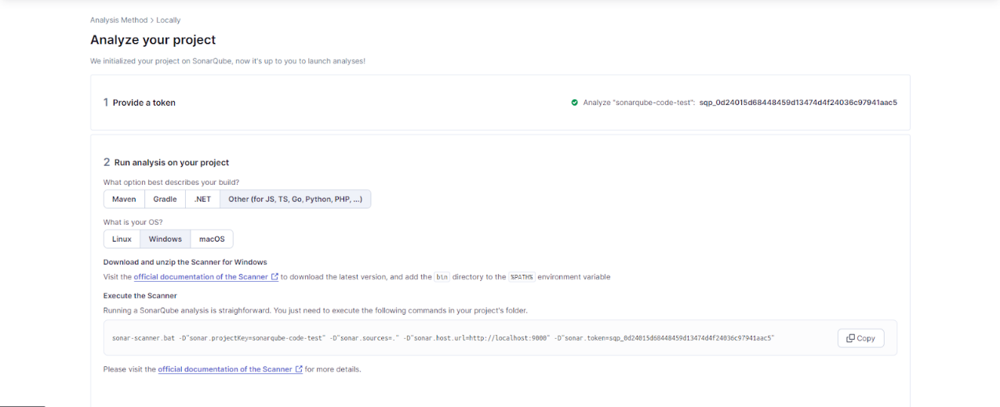 Analysis Method > Locally
Analyze your project
We initialized your project on SonarQube, now it's up to you to launch analyses!
1 Provide a token
Analyze "sonarqube-code-test": sqp_0d24015d68448459d13474d4f24036c97941aac5
2 Run analysis on your project
What option best describes your build?
Maven Gradle .NET Other (for JS, TS, Go, Python, PHP, ...)
What is your OS?
Linux Windows macOS
Download and unzip the Scanner for Windows
Visit the official documentation of the Scanner to download the latest version, and add the bin directory to the %PATH% environment variable
Execute the Scanner
Running a SonarQube analysis is straighforward. You just need to execute the following commands in your project's folder.
sonar-scanner.bat -D"sonar.projectKey=sonarqube-code-test" -D"sonar.sources=." -D"sonar.host.url=http://localhost:9000" -D"sonar.token=sqp_0d24015d68448459d13474d4f24036c97941aac5"
Copy
Please visit the official documentation of the Scanner for more details.